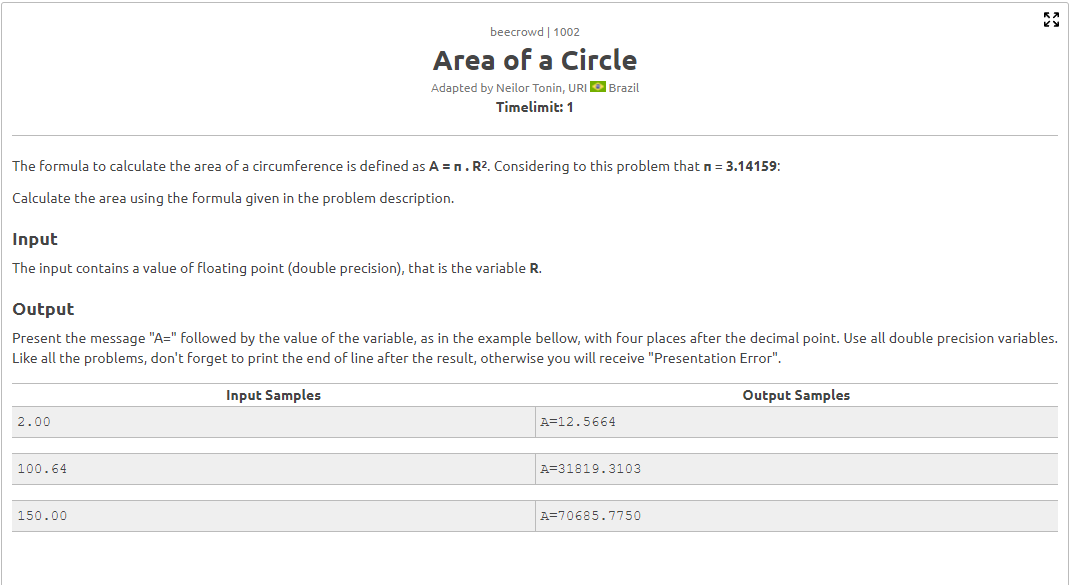 beecrowd | 1002
Area of a Circle
Adapted by Neilor Tonin, URI Brazil
Timelimit: 1
The formula to calculate the area of a circumference is defined as A = π . R². Considering to this problem that π = 3.14159:
Calculate the area using the formula given in the problem description.
Input
The input contains a value of floating point (double precision), that is the variable R.
Output
Present the message "A=" followed by the value of the variable, as in the example bellow, with four places after the decimal point. Use all double precision variables.
Like all the problems, don't forget to print the end of line after the result, otherwise you will receive "Presentation Error".
Input Samples Output Samples
2.00 A=12.5664
100.64 A=31819.3103
150.00 A=70685.7750